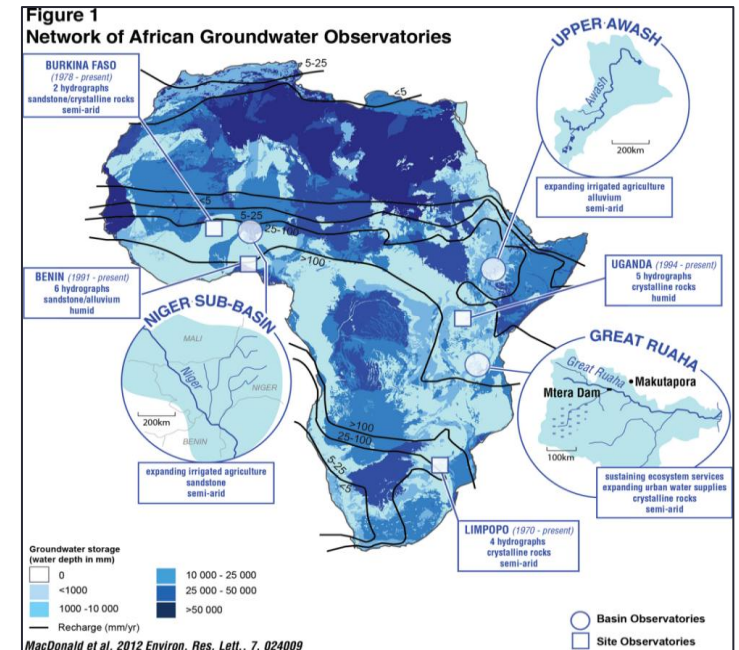 Figure 1
Network of African Groundwater Observatories
BURKINA FASO
(1978 - present)
2 hydrographs
sandstone/crystalline rocks
semi-arid
5-25
<5
UPPER AWASH
Awash
200km
expanding irrigated agriculture
alluvium
semi-arid
<5
5-25
25-100
>100
BENIN (1991 - present)
6 hydrographs
sandstone/alluvium
humid
UGANDA (1994 - present)
5 hydrographs
crystalline rocks
humid
NIGER SUB-BASIN
MALI
Niger
NIGER
200km
BENIN
expanding irrigated agriculture
sandstone
semi-arid
GREAT RUAHA
Great Ruaha
Makutapora
Mtera Dam
100km
sustaining ecosystem services
expanding urban water supplies
crystalline rocks
semi-arid
>100
25-100
5-25
<5
LIMPOPO (1970 - present)
4 hydrographs
crystalline rocks
semi-arid
Groundwater storage
(water depth in mm)
0
<1000
1000 -10 000
10 000 - 25 000
25 000 - 50 000
>50 000
Recharge (mm/yr)
Basin Observatories
Site Observatories
MacDonald et al. 2012 Environ. Res. Lett., 7, 024009